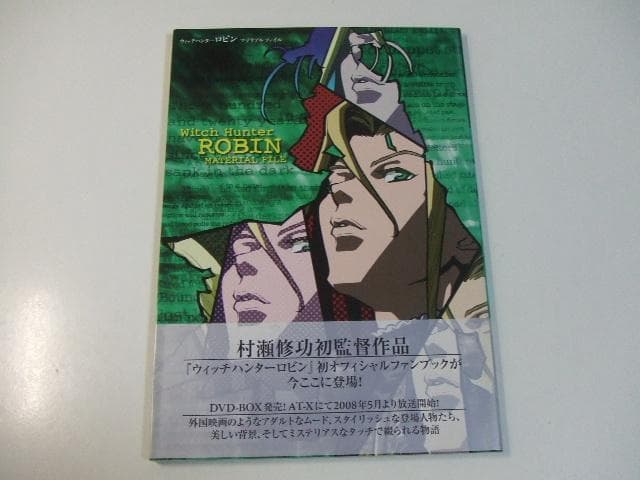 ウィッチハンターロビン マテリアルファイル
Witch Hunter
ROBIN
MATERIAL FILE
sank in the dark
村瀬修功初監督作品
『ウィッチハンターロビン』初オフィシャルファンブックが
今ここに登場!
DVD-BOX発売! AT-Xにて2008年5月より放送開始!
外国映画のようなアダルトなムード、スタイリッシュな登場人物たち、
美しい背景、そしてミステリアスなタッチで綴られる物語